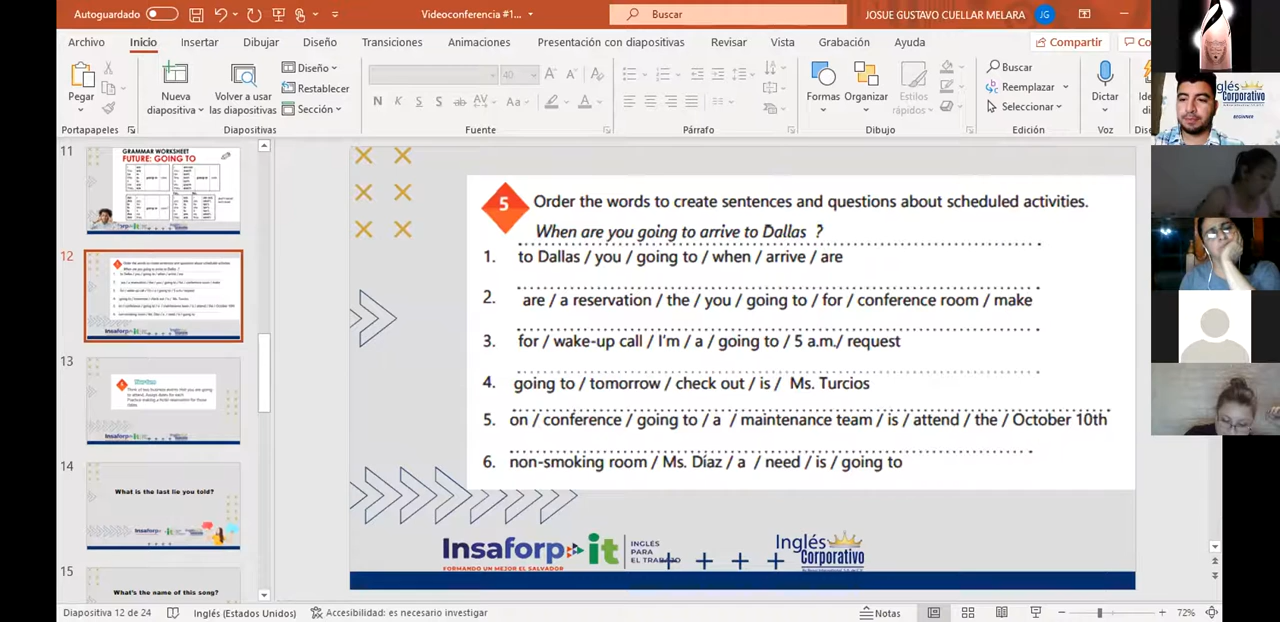 Autoguardado
Videoconferencia #1...
Buscar
JOSUE GUSTAVO CUELLAR MELARA
JG
Archivo Inicio Insertar Dibujar Diseño Transiciones Animaciones Presentación con diapositivas Revisar Vista Grabación Ayuda
Compartir
Co
Pegar
Nueva diapositiva
Volver a usar las diapositivas
Diseño
Restablecer
Sección
40
N K S S ab AV Aa A
Formas
Organizar
Estilos rápidos
Buscar
Reemplazar
Seleccionar
Dictar
Portapapeles Diapositivas Fuente Párrafo Dibujo Edición Voz
11
GRAMMAR WORKSHEET
FUTURE: GOING TO
12
13
14
What is the last lie you told?
15
What's the name of this song?
5
Order the words to create sentences and questions about scheduled activities.
When are you going to arrive to Dallas ?
1. to Dallas / you / going to / when / arrive / are
2. are / a reservation / the / you / going to / for / conference room / make
3. for / wake-up call / I'm / a / going to / 5 a.m./ request
4. going to / tomorrow / check out / is / Ms. Turcios
5. on / conference / going to / a / maintenance team / is / attend / the / October 10th
6. non-smoking room / Ms. Díaz / a / need / is / going to
Insaforp it
FORMANDO UN MEJOR EL SALVADOR
INGLÉS
PARA
EL TRABAJO
Inglés
Corporativo
Inglés
Corporativo
BEGINNER
Diapositiva 12 de 24
Inglés (Estados Unidos)
Accesibilidad: es necesario investigar
Notas
72%